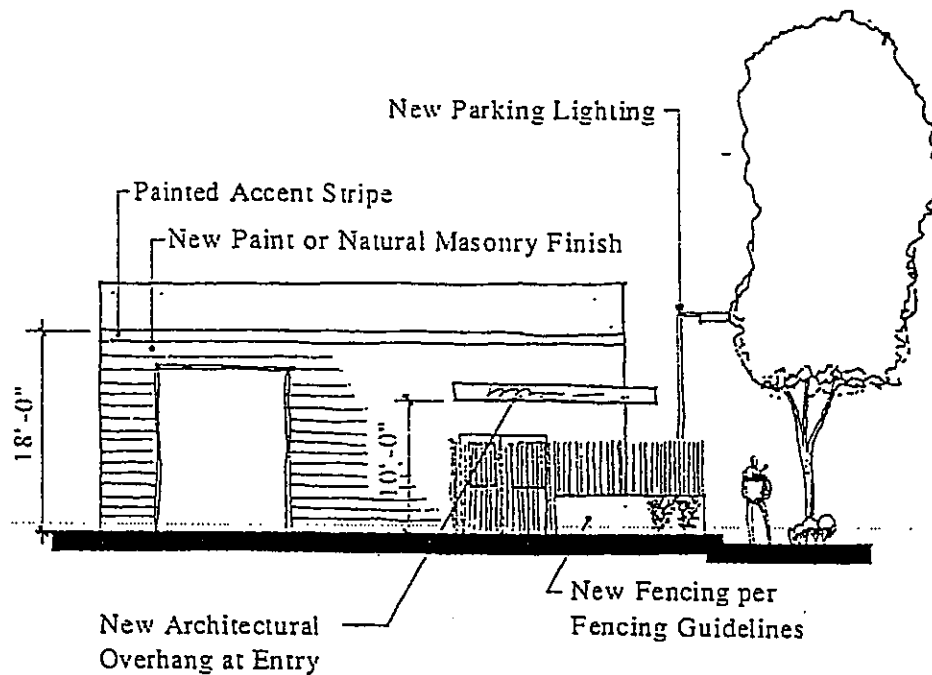 New Parking Lighting
Painted Accent Stripe
New Paint or Natural Masonry Finish
18'-0"
10'-0"
New Architectural
Overhang at Entry
New Fencing per
Fencing Guidelines